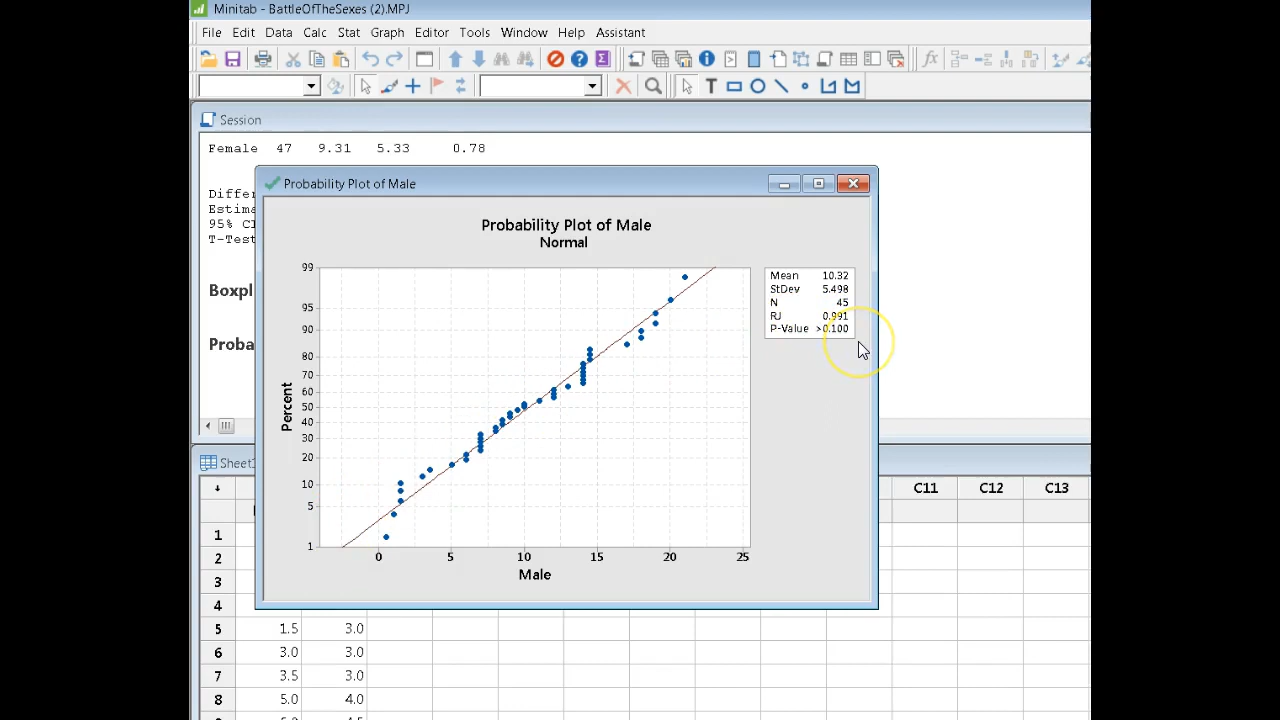 Minitab - BattleOfTheSexes (2).MPJ
File Edit Data Calc Stat Graph Editor Tools Window Help Assistant
Session
Female 47 9.31 5.33 0.78
Probability Plot of Male
Differ
Estima
95% C
T-Test
Boxpl
Proba
Probability Plot of Male
Normal
Mean 10.32
StDev 5.498
N 45
RJ 0.991
P-Value >0.100
99
95
90
80
70
60
50
40
30
20
10
5
1
Percent
0 5 10 15 20 25
Male
Sheet
C11 C12 C13
1
2
3
4
5 1.5 3.0
6 3.0 3.0
7 3.5 3.0
8 5.0 4.0